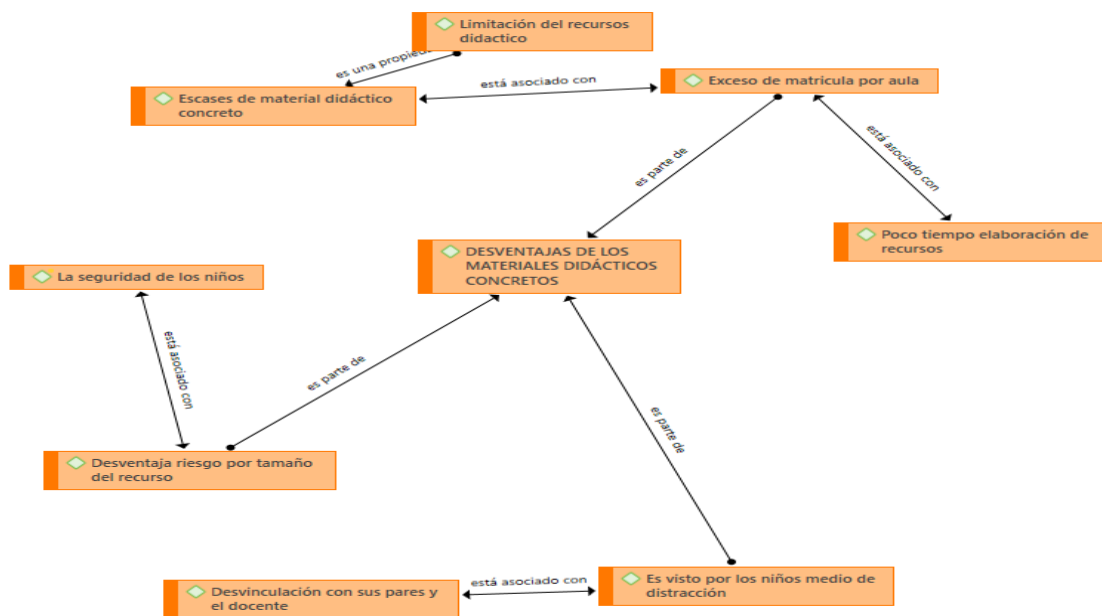 Limitación del recursos
didactico
es una propied
Escases de material didáctico
concreto
está asociado con
Exceso de matricula por aula
es parte de
está asociado con
Poco tiempo elaboración de
recursos
DESVENTAJAS DE LOS
MATERIALES DIDÁCTICOS
CONCRETOS
La seguridad de los niños
está asociado con
es parte de
es parte de
Desventaja riesgo por tamaño
del recurso
Desvinculación con sus pares y
el docente
está asociado con
Es visto por los niños medio de
distracción